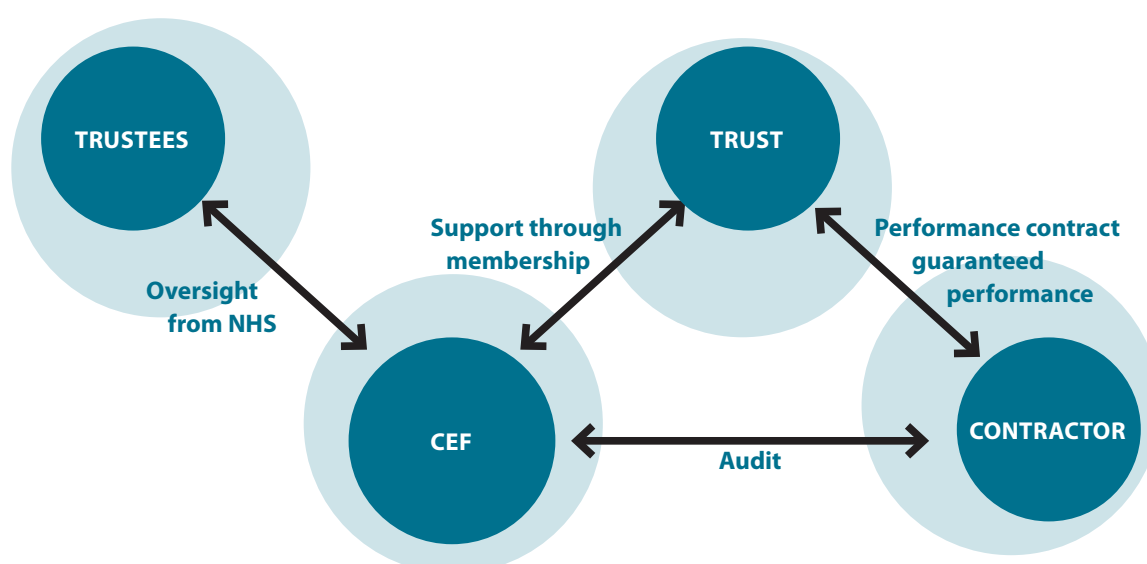 TRUSTEES
TRUST
Support through
membership
Performance contract
guaranteed
performance
Oversight
from NHS
CEF
CONTRACTOR
Audit